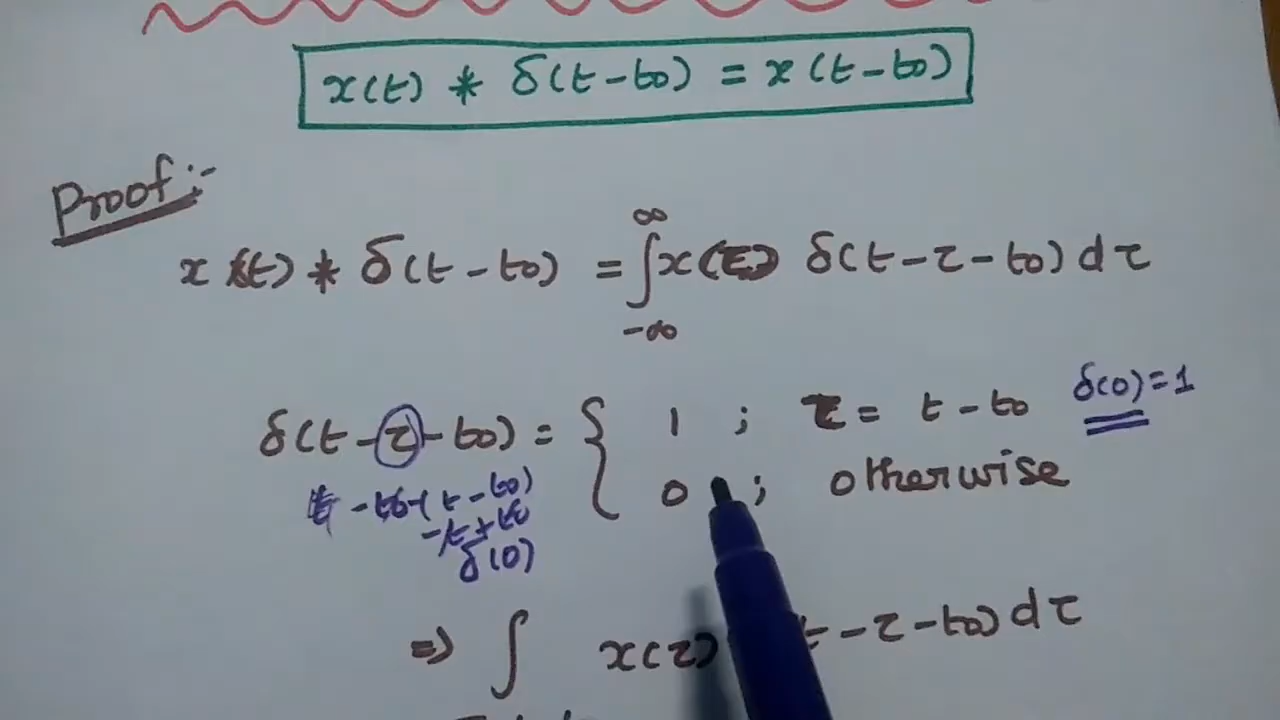 x(t) * δ(t-t0) = x(t-t0)
Proof:-
x(t) * δ(t-t0) = ∫ x(τ) δ(t-τ-t0) dτ
∞
-∞
δ(t-τ-t0) = { 1 ; τ = t-t0 δ(0)=1
0 ; otherwise
t-t0-(t-t0)
-t+t0
δ(0)
=> ∫ x(τ) t-τ-t0) dτ